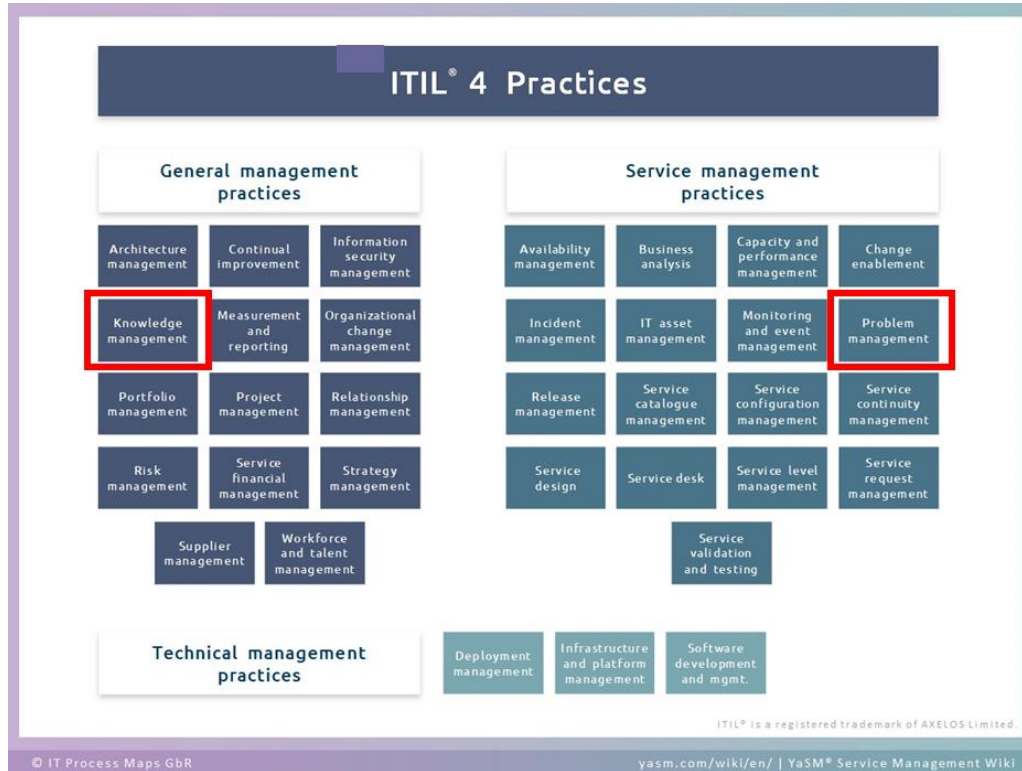 ITIL® 4 Practices
General management
practices
Service management
practices
Architecture
management
Continual
improvement
Information
security
management
Availability
management
Business
analysis
Capacity and
performance
management
Change
enablement
Knowledge
management
Measurement
and
reporting
Organizational
change
management
Incident
management
IT asset
management
Monitoring
and event
management
Problem
management
Portfolio
management
Project
management
Relationship
management
Release
management
Service
catalogue
management
Service
configuration
management
Service
continuity
management
Risk
management
Service
financial
management
Strategy
management
Service
design
Service desk
Service level
management
Service
request
management
Supplier
management
Workforce
and talent
management
Service
validation
and testing
Technical management
practices
Deployment
management
Infrastructure
and platform
management
Software
development
and mgmt.
ITIL® is a registered trademark of AXELOS Limited.
© IT Process Maps GbR
yasm.com/wiki/en/ | YaSM® Service Management Wiki